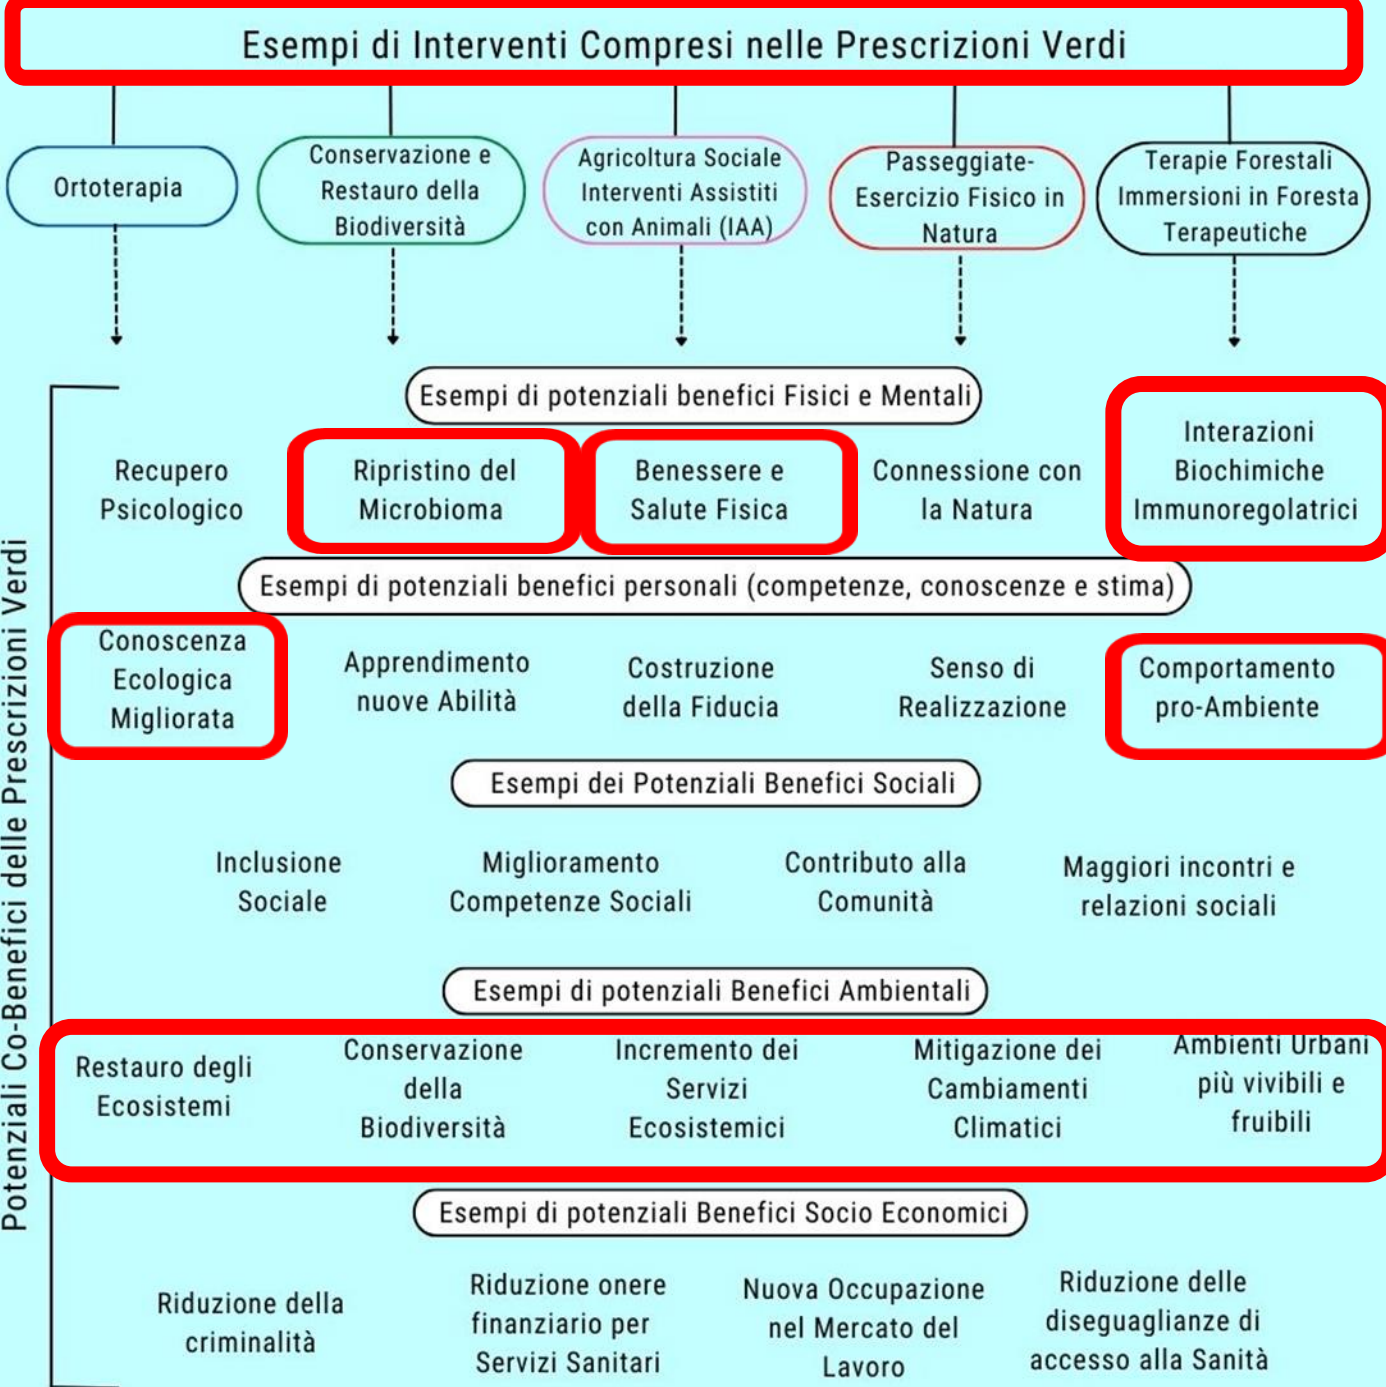 Esempi di Interventi Compresi nelle Prescrizioni Verdi
Ortoterapia
Conservazione e
Restauro della
Biodiversità
Agricoltura Sociale
Interventi Assistiti
con Animali (IAA)
Passeggiate-
Esercizio Fisico in
Natura
Terapie Forestali
Immersioni in Foresta
Terapeutiche
Potenziali Co-Benefici delle Prescrizioni Verdi
Esempi di potenziali benefici Fisici e Mentali
Recupero
Psicologico
Ripristino del
Microbioma
Benessere e
Salute Fisica
Connessione con
la Natura
Interazioni
Biochimiche
Immunoregolatrici
Esempi di potenziali benefici personali (competenze, conoscenze e stima)
Conoscenza
Ecologica
Migliorata
Apprendimento
nuove Abilità
Costruzione
della Fiducia
Senso di
Realizzazione
Comportamento
pro-Ambiente
Esempi dei Potenziali Benefici Sociali
Inclusione
Sociale
Miglioramento
Competenze Sociali
Contributo alla
Comunità
Maggiori incontri e
relazioni sociali
Esempi di potenziali Benefici Ambientali
Restauro degli
Ecosistemi
Conservazione
della
Biodiversità
Incremento dei
Servizi
Ecosistemici
Mitigazione dei
Cambiamenti
Climatici
Ambienti Urbani
più vivibili e
fruibili
Esempi di potenziali Benefici Socio Economici
Riduzione della
criminalità
Riduzione onere
finanziario per
Servizi Sanitari
Nuova Occupazione
nel Mercato del
Lavoro
Riduzione delle
diseguaglianze di
accesso alla Sanità